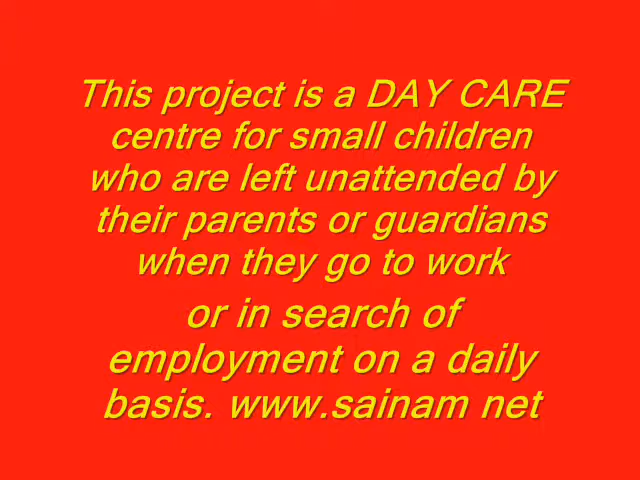 This project is a DAY CARE
centre for small children
who are left unattended by
their parents or guardians
when they go to work
or in search of
employment on a daily
basis. www.sainam net